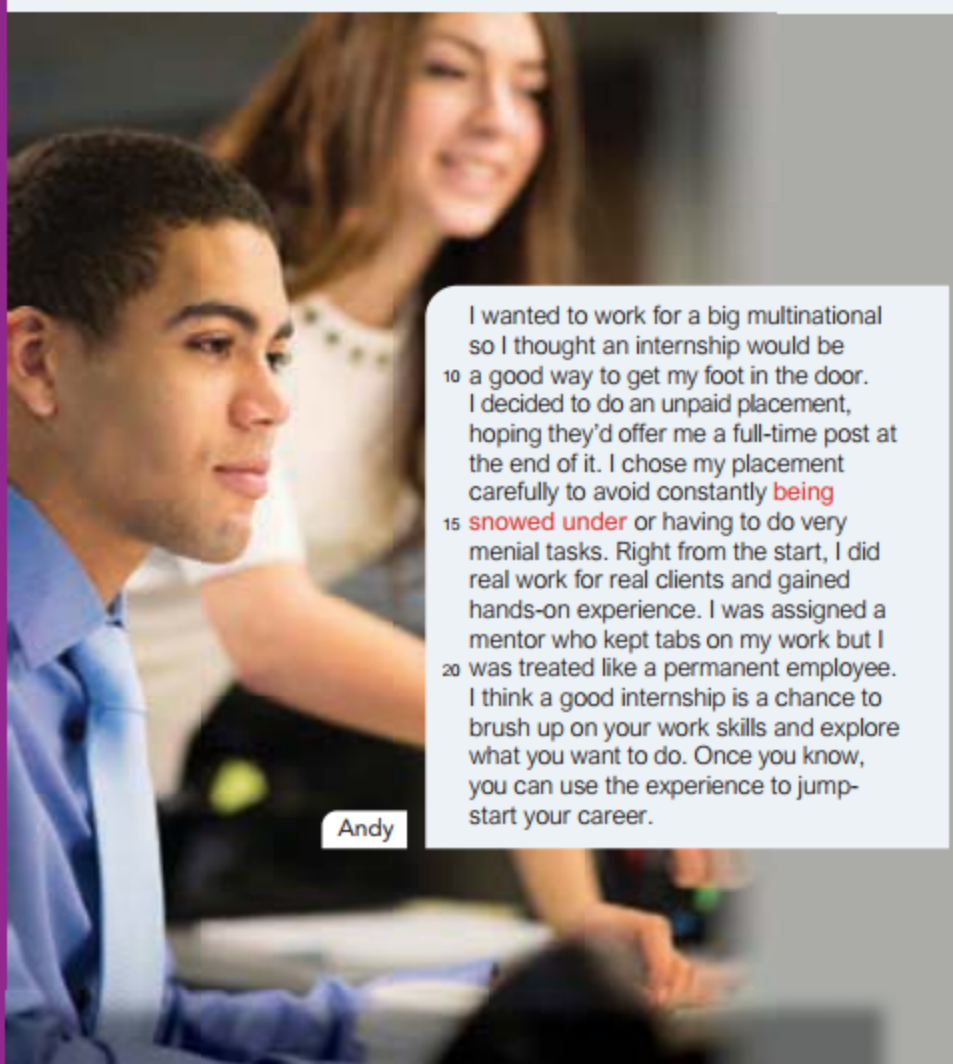 I wanted to work for a big multinational
so I thought an internship would be
10 a good way to get my foot in the door.
I decided to do an unpaid placement,
hoping they'd offer me a full-time post at
the end of it. I chose my placement
carefully to avoid constantly being
15 snowed under or having to do very
menial tasks. Right from the start, I did
real work for real clients and gained
hands-on experience. I was assigned a
mentor who kept tabs on my work but I
20 was treated like a permanent employee.
I think a good internship is a chance to
brush up on your work skills and explore
what you want to do. Once you know,
you can use the experience to jump-
start your career.
Andy